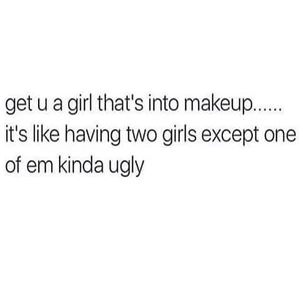 get u a girl that's into makeup......
it's like having two girls except one
of em kinda ugly